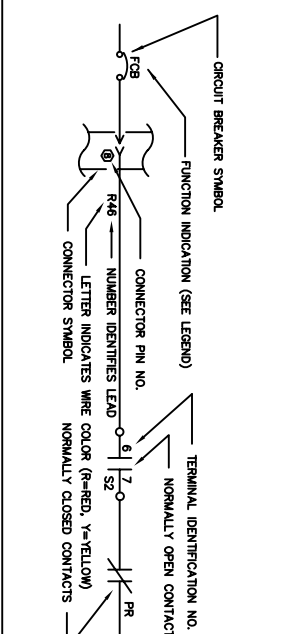 CIRCUIT BREAKER SYMBOL
FUNCTION INDICATION (SEE LEGEND)
TERMINAL IDENTIFICATION NO.
NORMALLY OPEN CONTACT
FCB
CONNECTOR PIN NO.
6 7
S2
PR
B
R46
NUMBER IDENTIFIES LEAD
LETTER INDICATES WIRE COLOR (R=RED, Y=YELLOW)
CONNECTOR SYMBOL
NORMALLY CLOSED CONTACTS